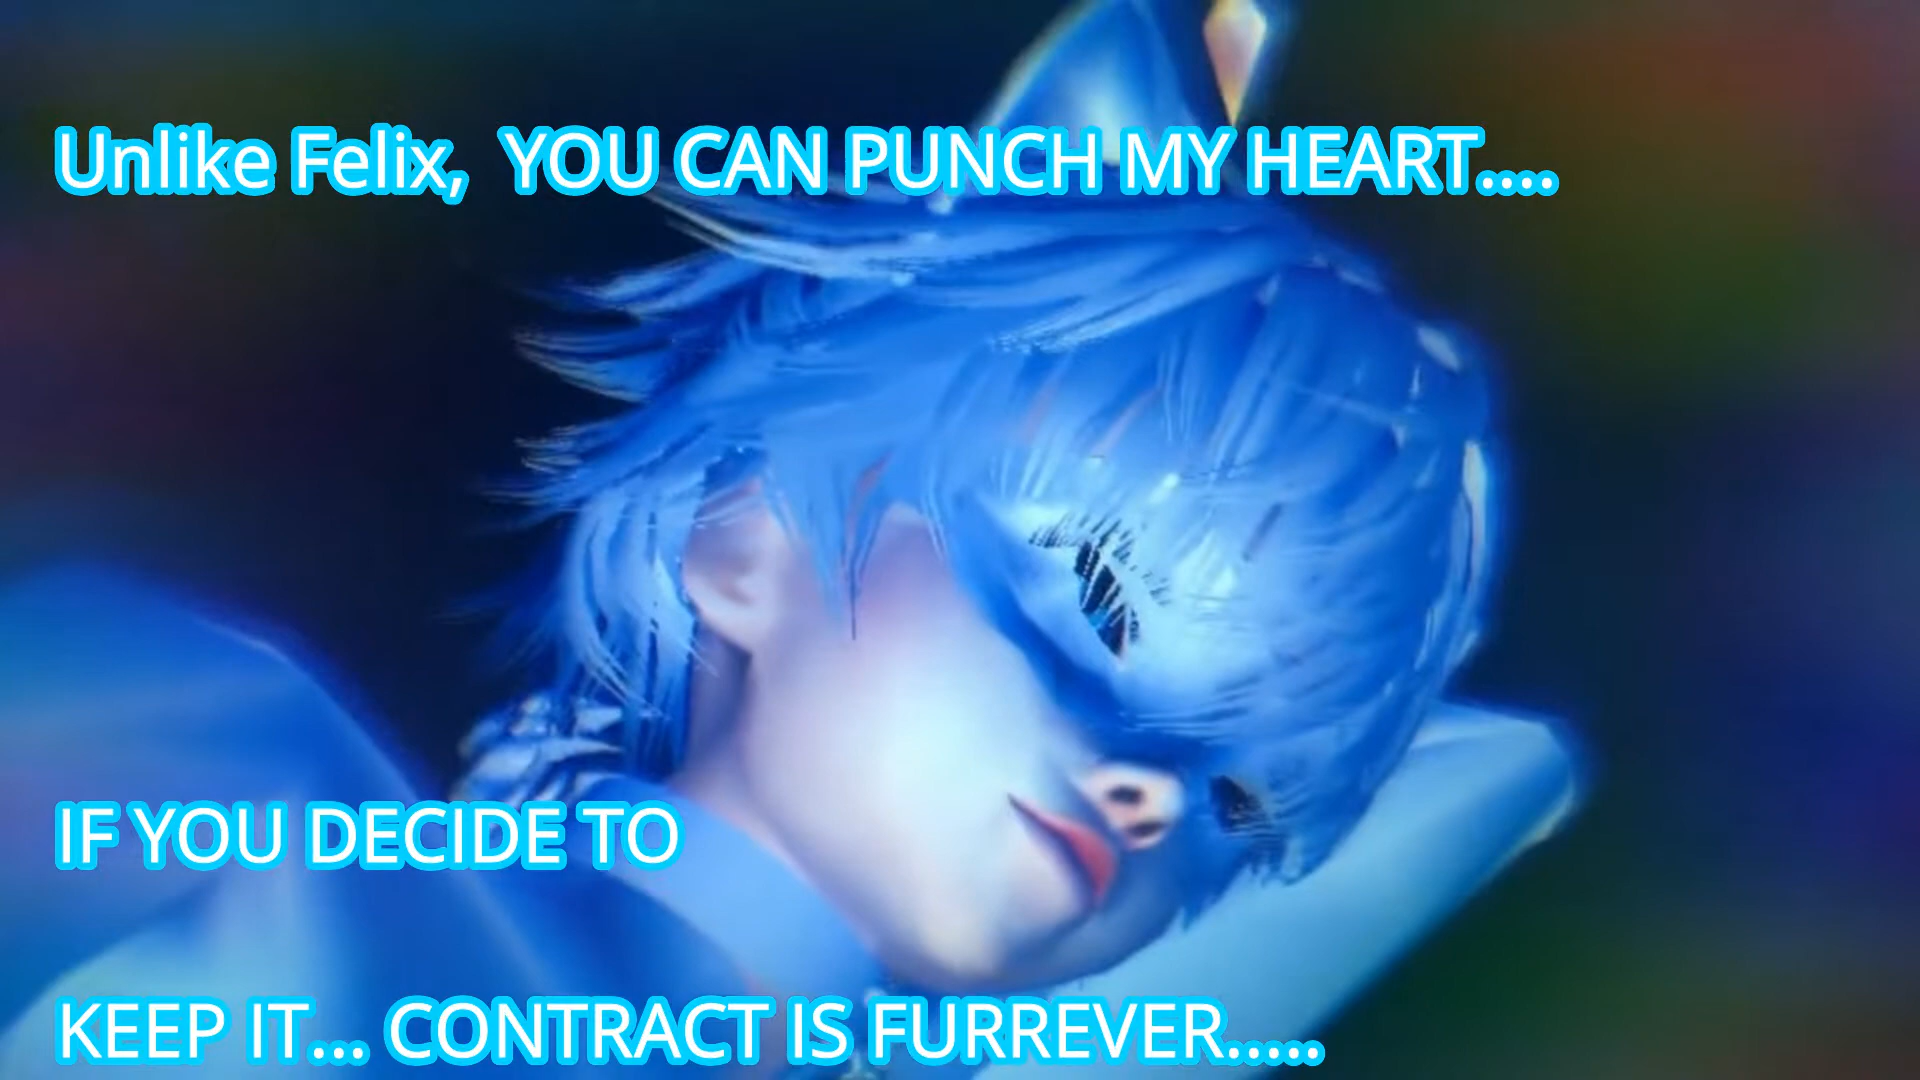 Unlike Felix,  YOU CAN PUNCH MY HEART....
IF YOU DECIDE TO
KEEP IT... CONTRACT IS FURREVER.....